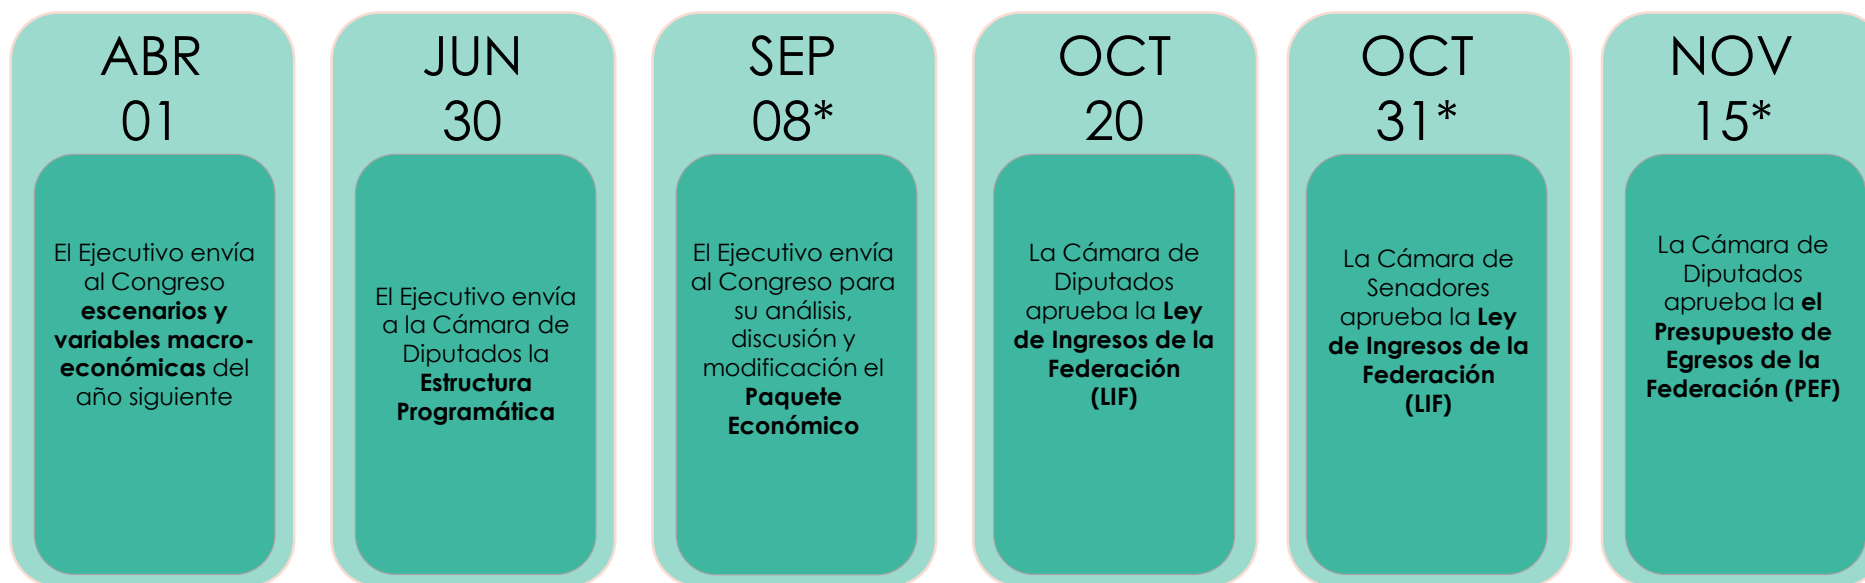 ABR
01
El Ejecutivo envía
al Congreso
escenarios y
variables macro-
económicas del
año siguiente
JUN
30
El Ejecutivo envía
a la Cámara de
Diputados la
Estructura
Programática
SEP
08*
El Ejecutivo envía
al Congreso para
su análisis,
discusión y
modificación el
Paquete
Económico
OCT
20
La Cámara de
Diputados
aprueba la Ley
de Ingresos de la
Federación
(LIF)
OCT
31*
La Cámara de
Senadores
aprueba la Ley
de Ingresos de la
Federación
(LIF)
NOV
15*
La Cámara de
Diputados
aprueba la el
Presupuesto de
Egresos de la
Federación (PEF)